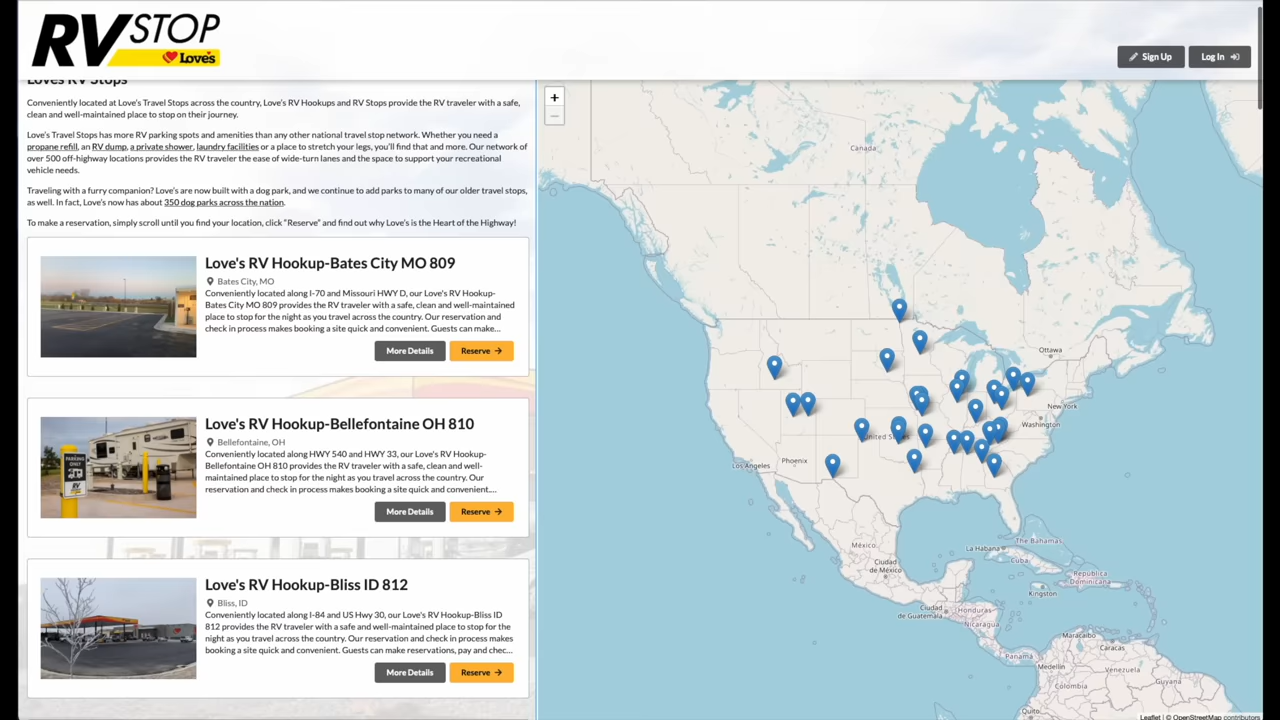 RV STOP
Love's
Sign Up
Log In
Loves RV Stops
Conveniently located at Love's Travel Stops across the country, Love's RV Hookups and RV Stops provide the RV traveler with a safe,
clean and well-maintained place to stop on their journey.
Love's Travel Stops has more RV parking spots and amenities than any other national travel stop network. Whether you need a
propane refill, an RV dump, a private shower, laundry facilities or a place to stretch your legs, you'll find that and more. Our network of
over 500 off-highway locations provides the RV traveler the ease of wide-turn lanes and the space to support your recreational
vehicle needs.
Traveling with a furry companion? Love's are now built with a dog park, and we continue to add parks to many of our older travel stops,
as well. In fact, Love's now has about 350 dog parks across the nation.
To make a reservation, simply scroll until you find your location, click "Reserve" and find out why Love's is the Heart of the Highway!
Love's RV Hookup-Bates City MO 809
Bates City, MO
Conveniently located along I-70 and Missouri HWY D, our Love's RV Hookup-
Bates City MO 809 provides the RV traveler with a safe, clean and well-maintained
place to stop for the night as you travel across the country. Our reservation and
check in process makes booking a site quick and convenient. Guests can make...
More Details
Reserve →
Love's RV Hookup-Bellefontaine OH 810
Bellefontaine, OH
Conveniently located along HWY 540 and HWY 33, our Love's RV Hookup-
Bellefontaine OH 810 provides the RV traveler with a safe, clean and well-
maintained place to stop for the night as you travel across the country. Our
reservation and check in process makes booking a site quick and convenient....
More Details
Reserve →
PARKING
ONLY
Love's RV Hookup-Bliss ID 812
Bliss, ID
Conveniently located along I-84 and US Hwy 30, our Love's RV Hookup-Bliss ID
812 provides the RV traveler with a safe and well-maintained place to stop for the
night as you travel across the country. Our reservation and check in process makes
booking a site quick and convenient. Guests can make reservations, pay and chec...
More Details
Reserve →
+
−
Canada
Ottawa
New York
Washington
United S
Los Angeles
Phoenix
México
Ciudad
de México
La Habana
The Bahamas
Republica
Dominicana
Kingston
Ciudad
de Guatemala
Honduras
Nicaragua
Panamá
Maracaibo
Caracas
Medellín
Venezuela
Colombia
Guyana
Quito
Leaflet | © OpenStreetMap contributors